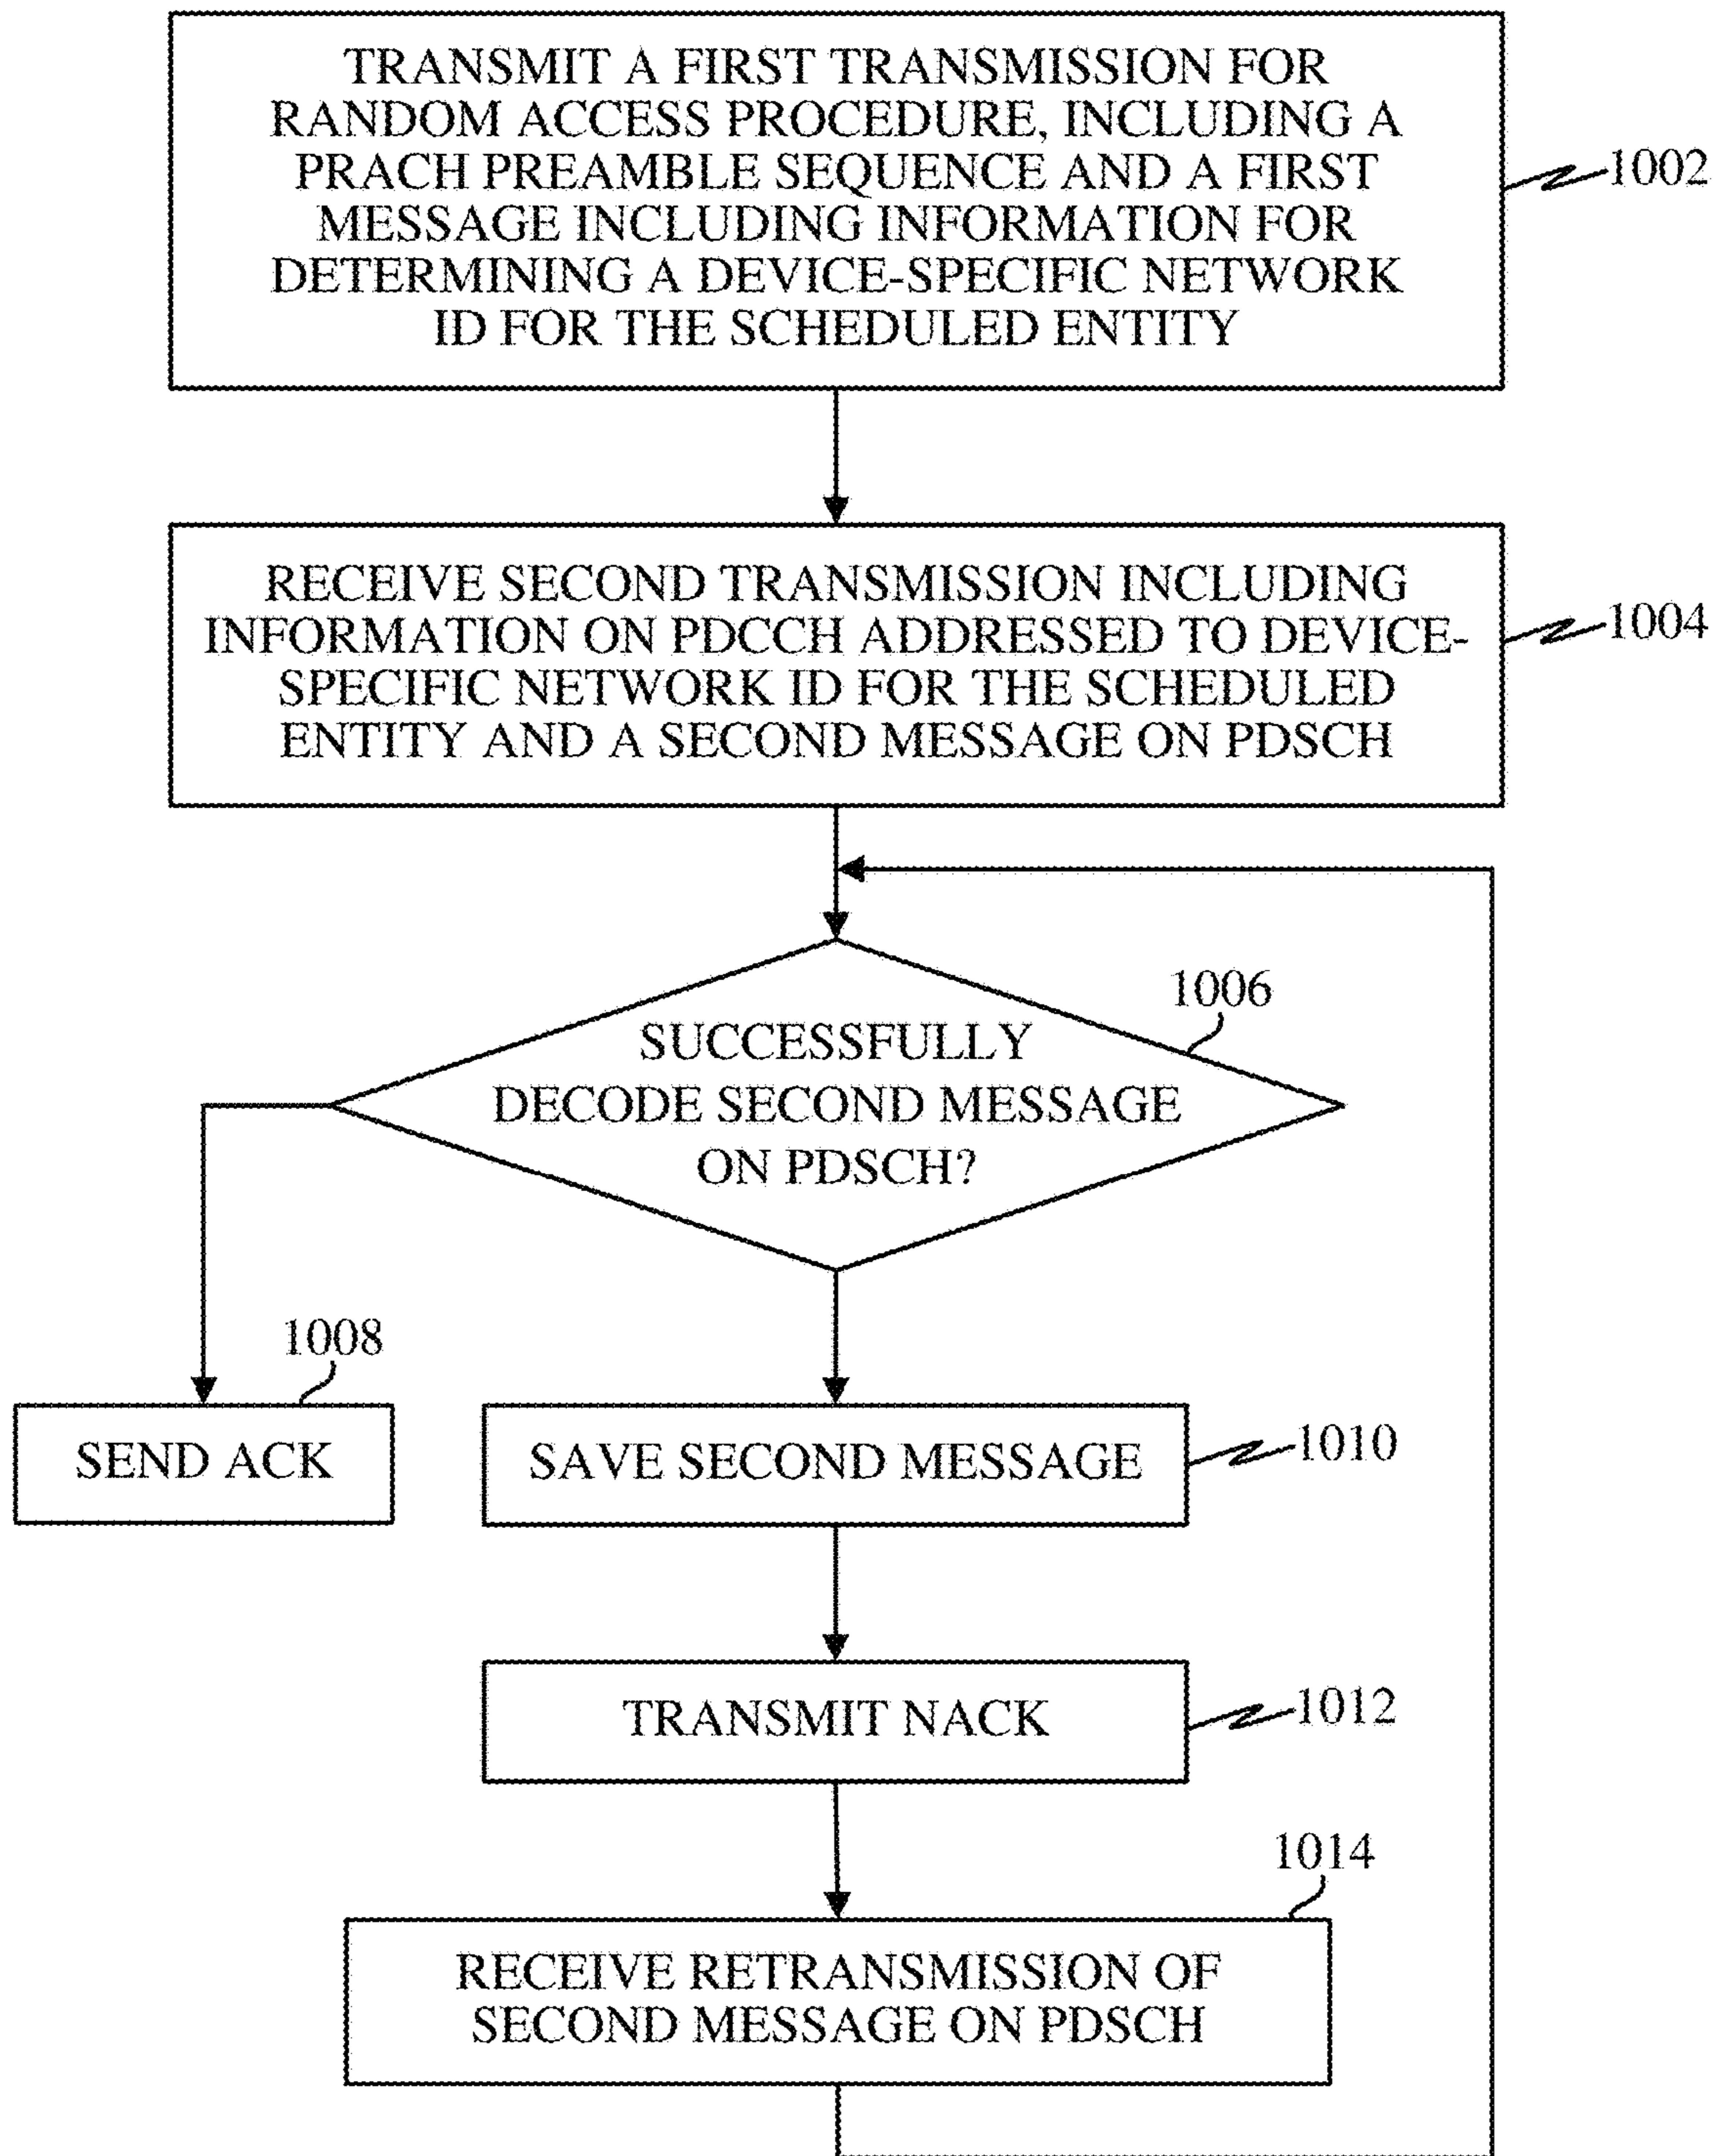 TRANSMIT A FIRST TRANSMISSION FOR
RANDOM ACCESS PROCEDURE, INCLUDING A
PRACH PREAMBLE SEQUENCE AND A FIRST
MESSAGE INCLUDING INFORMATION FOR
DETERMINING A DEVICE-SPECIFIC NETWORK
ID FOR THE SCHEDULED ENTITY
1002
RECEIVE SECOND TRANSMISSION INCLUDING
INFORMATION ON PDCCH ADDRESSED TO DEVICE-
SPECIFIC NETWORK ID FOR THE SCHEDULED
ENTITY AND A SECOND MESSAGE ON PDSCH
1004
1006
SUCCESSFULLY
DECODE SECOND MESSAGE
ON PDSCH?
1008
SEND ACK
SAVE SECOND MESSAGE
1010
TRANSMIT NACK
1012
1014
RECEIVE RETRANSMISSION OF
SECOND MESSAGE ON PDSCH